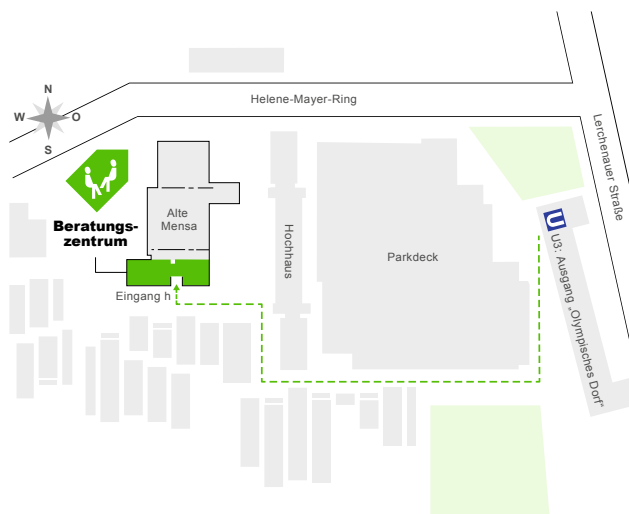 N
W O
S
Helene-Mayer-Ring
Lerchenauer Straße
Beratungs-
zentrum
Alte
Mensa
Eingang h
Hochhaus
Parkdeck
U
U3: Ausgang „Olympisches Dorf“